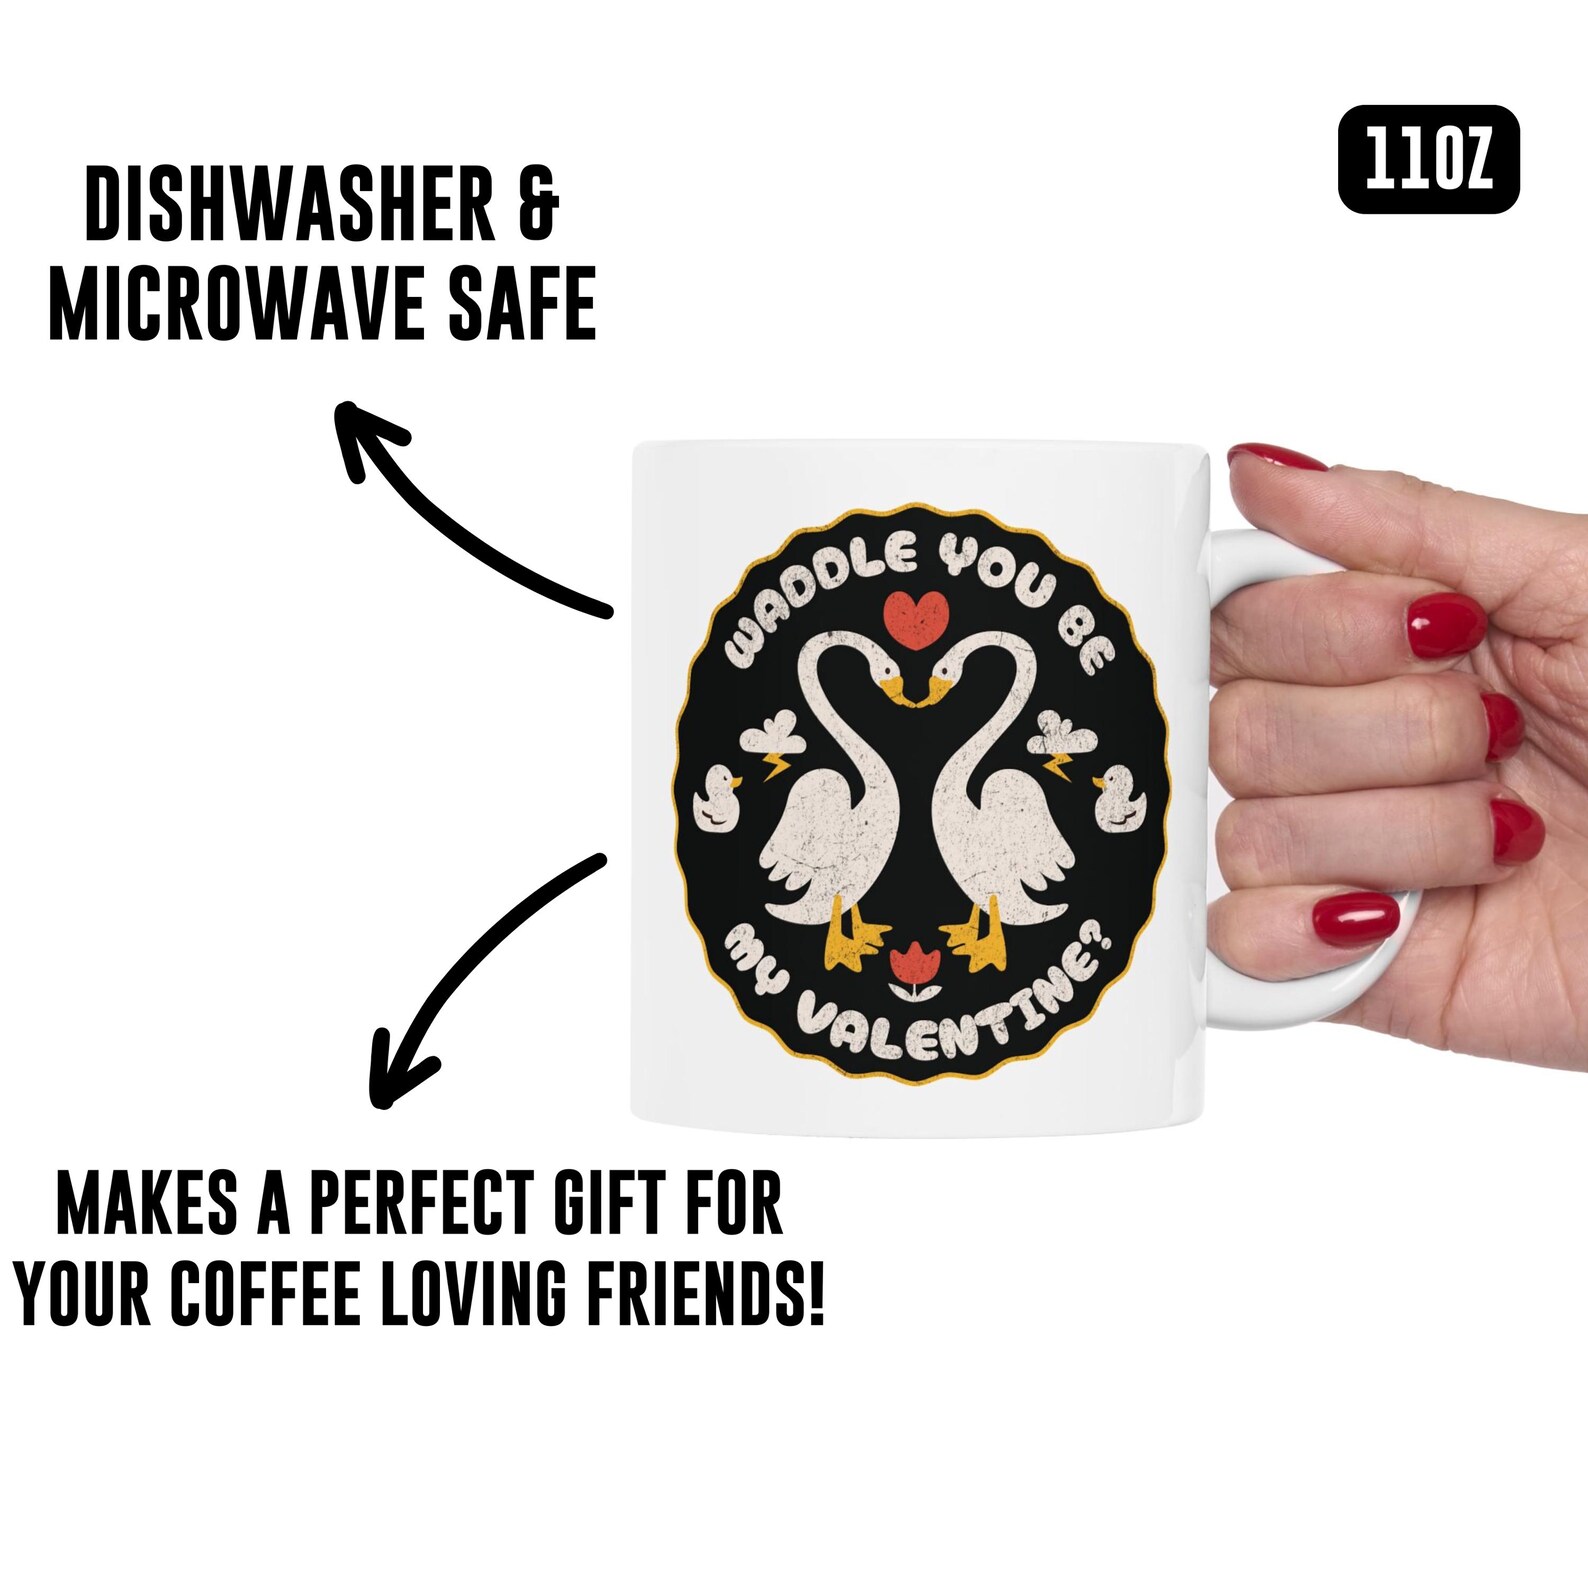 11OZ
DISHWASHER &
MICROWAVE SAFE
WADDLE YOU BE
MY VALENTINE?
MAKES A PERFECT GIFT FOR
YOUR COFFEE LOVING FRIENDS!